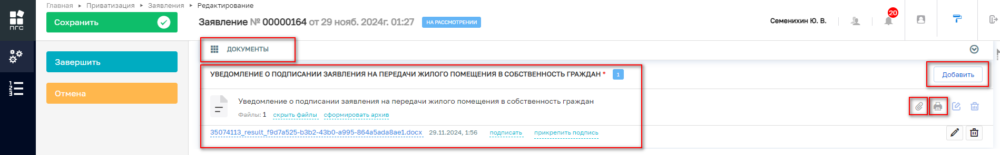 Главная ▸ Приватизация ▸ Заявления ▸ Редактирование
ПГС
Сохранить
Заявление № 00000164 от 29 нояб. 2024г. 01:27
НА РАССМОТРЕНИИ
Семенихин Ю. В.
20
Завершить
Отмена
ДОКУМЕНТЫ
УВЕДОМЛЕНИЕ О ПОДПИСАНИИ ЗАЯВЛЕНИЯ НА ПЕРЕДАЧИ ЖИЛОГО ПОМЕЩЕНИЯ В СОБСТВЕННОСТЬ ГРАЖДАН * 1
Добавить
Уведомление о подписании заявления на передачи жилого помещения в собственность граждан
Файлы: 1 скрыть файлы сформировать архив
35074113_result_f9d7a525-b3b2-43b0-a995-864a5ada8ae1.docx 29.11.2024, 1:56 подписать прикрепить подпись